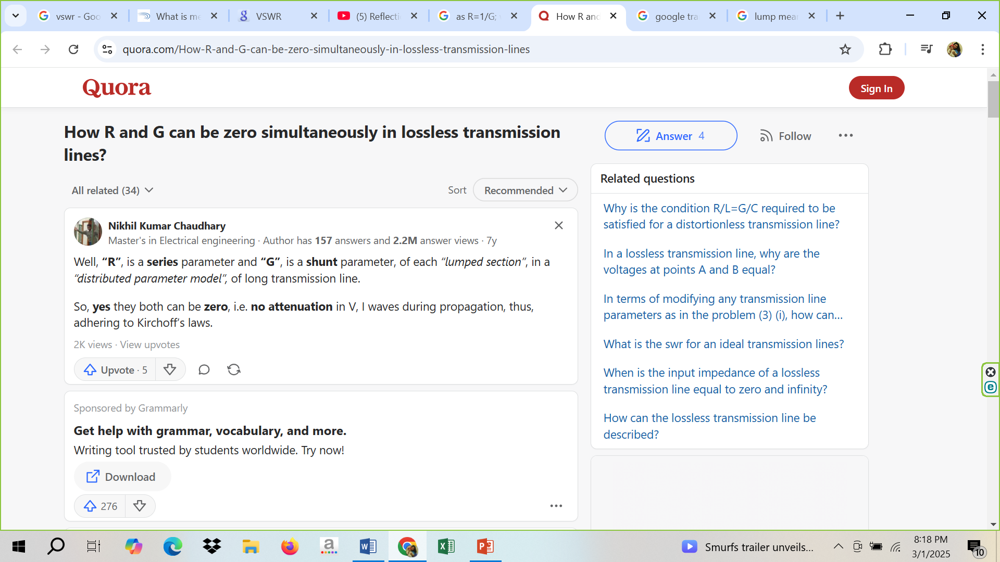 vswr - Goo
What is me
VSWR
(5) Reflecti
as R=1/G;
How R and
google tra
lump mear
quora.com/How-R-and-G-can-be-zero-simultaneously-in-lossless-transmission-lines
Quora
Sign In
How R and G can be zero simultaneously in lossless transmission
lines?
Answer 4
Follow
All related (34)
Sort
Recommended
Nikhil Kumar Chaudhary
Master's in Electrical engineering · Author has 157 answers and 2.2M answer views · 7y
Well, “R”, is a series parameter and “G”, is a shunt parameter, of each “lumped section”, in a
“distributed parameter model”, of long transmission line.
So, yes they both can be zero, i.e. no attenuation in V, I waves during propagation, thus,
adhering to Kirchoff’s laws.
2K views · View upvotes
Upvote · 5
Sponsored by Grammarly
Get help with grammar, vocabulary, and more.
Writing tool trusted by students worldwide. Try now!
Download
276
Related questions
Why is the condition R/L=G/C required to be
satisfied for a distortionless transmission line?
In a lossless transmission line, why are the
voltages at points A and B equal?
In terms of modifying any transmission line
parameters as in the problem (3) (i), how can...
What is the swr for an ideal transmission lines?
When is the input impedance of a lossless
transmission line equal to zero and infinity?
How can the lossless transmission line be
described?
Smurfs trailer unveils...
8:18 PM
3/1/2025
10